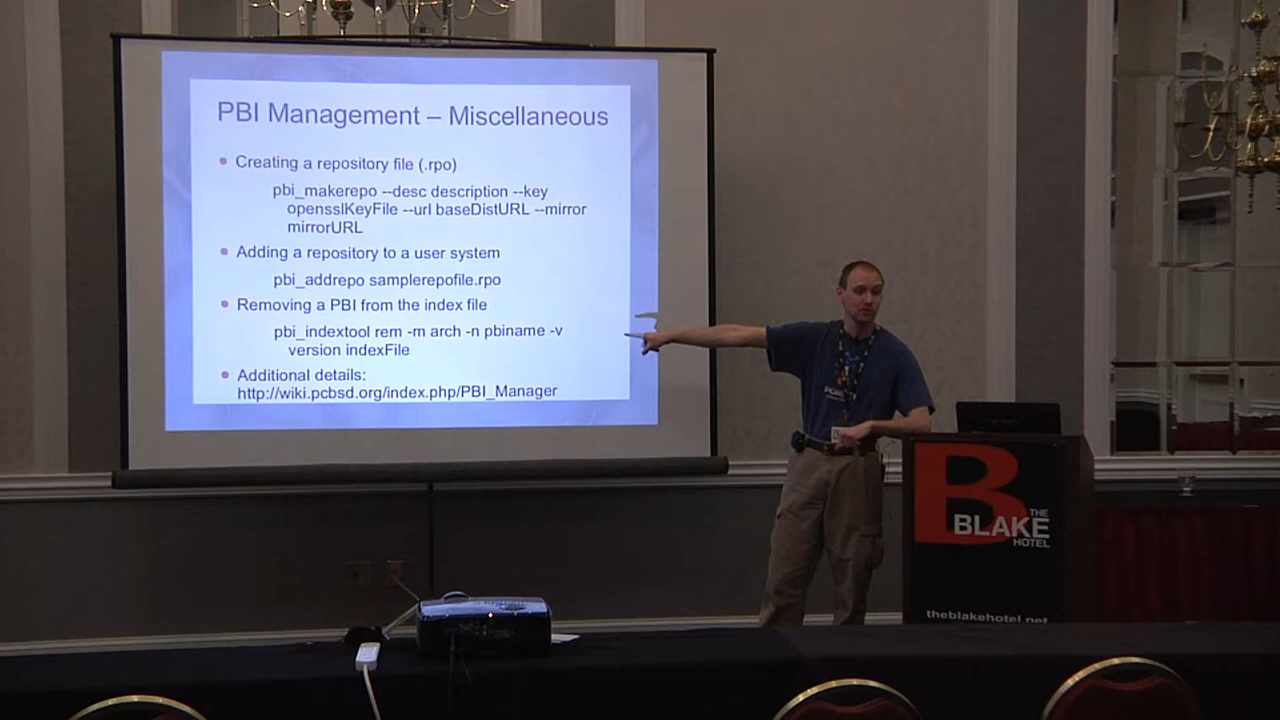 PBI Management – Miscellaneous
Creating a repository file (.rpo)
pbi_makerepo --desc description --key
opensslKeyFile --url baseDistURL --mirror
mirrorURL
Adding a repository to a user system
pbi_addrepo samplerepofile.rpo
Removing a PBI from the index file
pbi_indextool rem -m arch -n pbiname -v
version indexFile
Additional details:
http://wiki.pcbsd.org/index.php/PBI_Manager
B
THE
BLAKE
HOTEL
theblakehotel.net